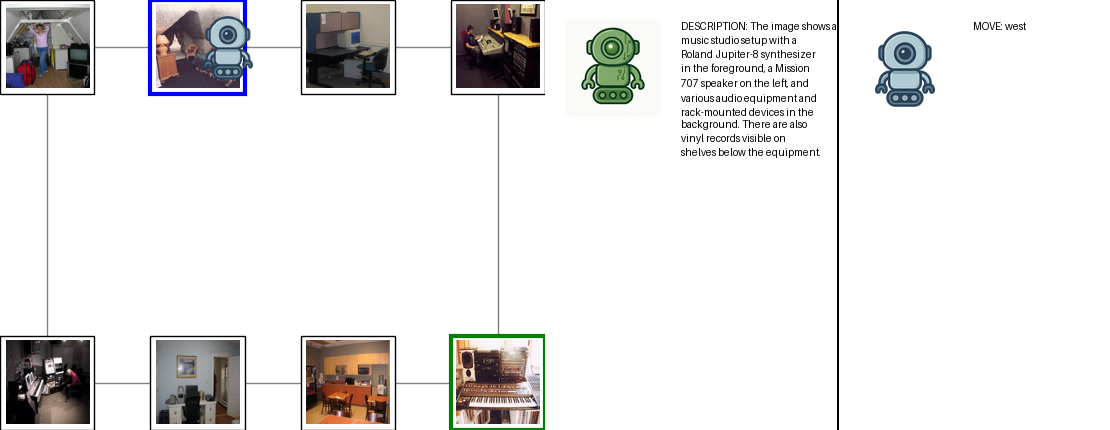 DESCRIPTION: The image shows a
music studio setup with a
Roland Jupiter-8 synthesizer
in the foreground, a Mission
707 speaker on the left, and
various audio equipment and
rack-mounted devices in the
background. There are also
vinyl records visible on
shelves below the equipment.
MOVE: west